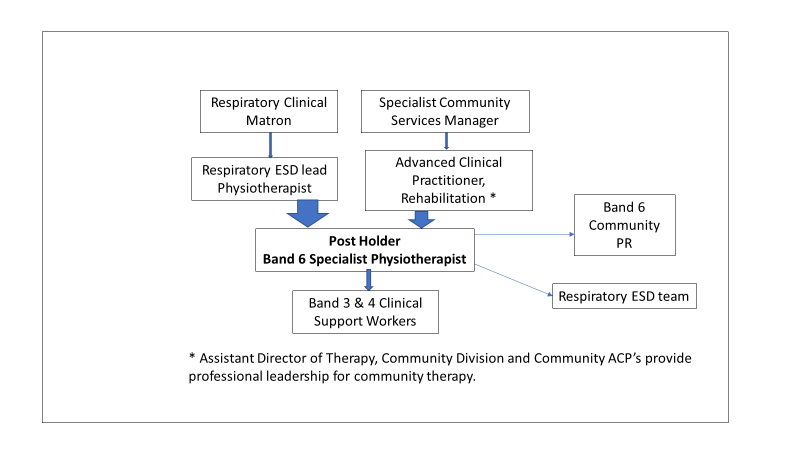 Respiratory Clinical
Matron
Specialist Community
Services Manager
Respiratory ESD lead
Physiotherapist
Advanced Clinical
Practitioner,
Rehabilitation *
Band 6
Community
PR
Post Holder
Band 6 Specialist Physiotherapist
Respiratory ESD team
Band 3 & 4 Clinical
Support Workers
* Assistant Director of Therapy, Community Division and Community ACP’s provide
professional leadership for community therapy.